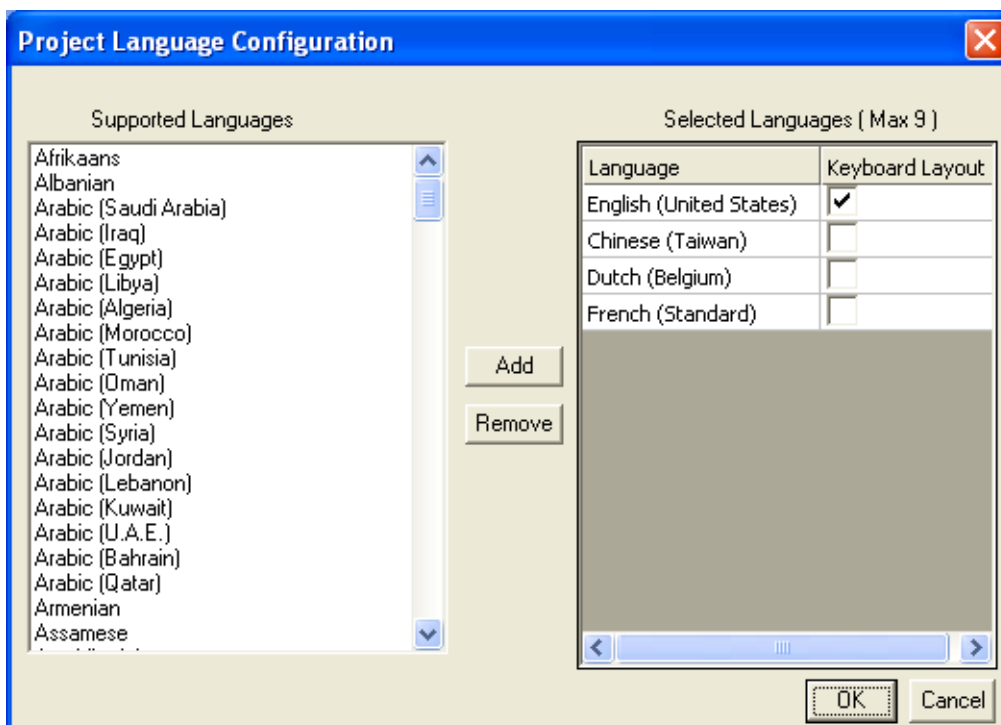 Project Language Configuration
Supported Languages
Afrikaans
Albanian
Arabic (Saudi Arabia)
Arabic (Iraq)
Arabic (Egypt)
Arabic (Libya)
Arabic (Algeria)
Arabic (Morocco)
Arabic (Tunisia)
Arabic (Oman)
Arabic (Yemen)
Arabic (Syria)
Arabic (Jordan)
Arabic (Lebanon)
Arabic (Kuwait)
Arabic (U.A.E.)
Arabic (Bahrain)
Arabic (Qatar)
Armenian
Assamese
Add
Remove
Selected Languages ( Max 9 )
Language Keyboard Layout
English (United States)
Chinese (Taiwan)
Dutch (Belgium)
French (Standard)
OK Cancel